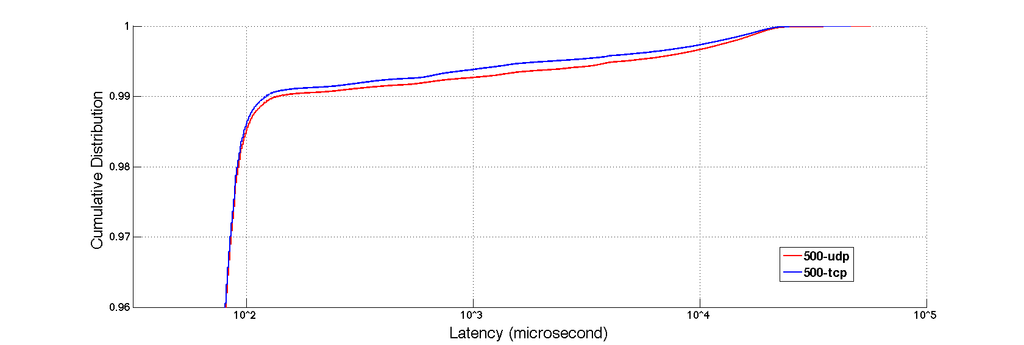 1
0.99
0.98
0.97
0.96
Cumulative Distribution
10^2
10^3
10^4
10^5
Latency (microsecond)
500-udp
500-tcp